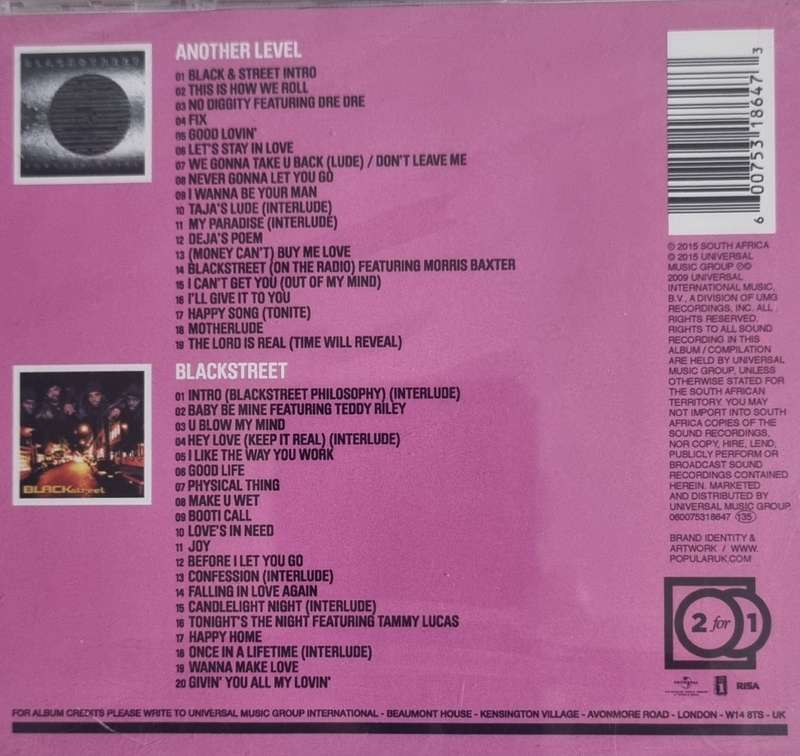 ANOTHER LEVEL
01 BLACK & STREET INTRO
02 THIS IS HOW WE ROLL
03 NO DIGGITY FEATURING DRE DRE
04 FIX
05 GOOD LOVIN'
06 LET'S STAY IN LOVE
07 WE GONNA TAKE U BACK (LUDE) / DON'T LEAVE ME
08 NEVER GONNA LET YOU GO
09 I WANNA BE YOUR MAN
10 TAJA'S LUDE (INTERLUDE)
11 MY PARADISE (INTERLUDE)
12 DEJA'S POEM
13 (MONEY CAN'T) BUY ME LOVE
14 BLACKSTREET (ON THE RADIO) FEATURING MORRIS BAXTER
15 I CAN'T GET YOU (OUT OF MY MIND)
16 I'LL GIVE IT TO YOU
17 HAPPY SONG (TONITE)
18 MOTHERLUDE
19 THE LORD IS REAL (TIME WILL REVEAL)
BLACKSTREET
BLACKstreet
01 INTRO (BLACKSTREET PHILOSOPHY) (INTERLUDE)
02 BABY BE MINE FEATURING TEDDY RILEY
03 U BLOW MY MIND
04 HEY LOVE (KEEP IT REAL) (INTERLUDE)
05 I LIKE THE WAY YOU WORK
06 GOOD LIFE
07 PHYSICAL THING
08 MAKE U WET
09 BOOTI CALL
10 LOVE'S IN NEED
11 JOY
12 BEFORE I LET YOU GO
13 CONFESSION (INTERLUDE)
14 FALLING IN LOVE AGAIN
15 CANDLELIGHT NIGHT (INTERLUDE)
16 TONIGHT'S THE NIGHT FEATURING TAMMY LUCAS
17 HAPPY HOME
18 ONCE IN A LIFETIME (INTERLUDE)
19 WANNA MAKE LOVE
20 GIVIN' YOU ALL MY LOVIN'
6 00753 18647 3
© 2015 SOUTH AFRICA
© 2015 UNIVERSAL
MUSIC GROUP ℗©
2009 UNIVERSAL
INTERNATIONAL MUSIC,
B.V., A DIVISION OF UMG
RECORDINGS, INC. ALL
RIGHTS RESERVED.
RIGHTS TO ALL SOUND
RECORDING IN THIS
ALBUM / COMPILATION
ARE HELD BY UNIVERSAL
MUSIC GROUP, UNLESS
OTHERWISE STATED FOR
THE SOUTH AFRICAN
TERRITORY. YOU MAY
NOT IMPORT INTO SOUTH
AFRICA COPIES OF THE
SOUND RECORDINGS,
NOR COPY, HIRE, LEND,
PUBLICLY PERFORM OR
BROADCAST SOUND
RECORDINGS CONTAINED
HEREIN. MARKETED
AND DISTRIBUTED BY
UNIVERSAL MUSIC GROUP.
060075318647 135
BRAND IDENTITY &
ARTWORK / WWW.
POPULARUK.COM
2 for 1
UNIVERSAL
RISA
FOR ALBUM CREDITS PLEASE WRITE TO UNIVERSAL MUSIC GROUP INTERNATIONAL - BEAUMONT HOUSE - KENSINGTON VILLAGE - AVONMORE ROAD - LONDON - W14 8TS - UK